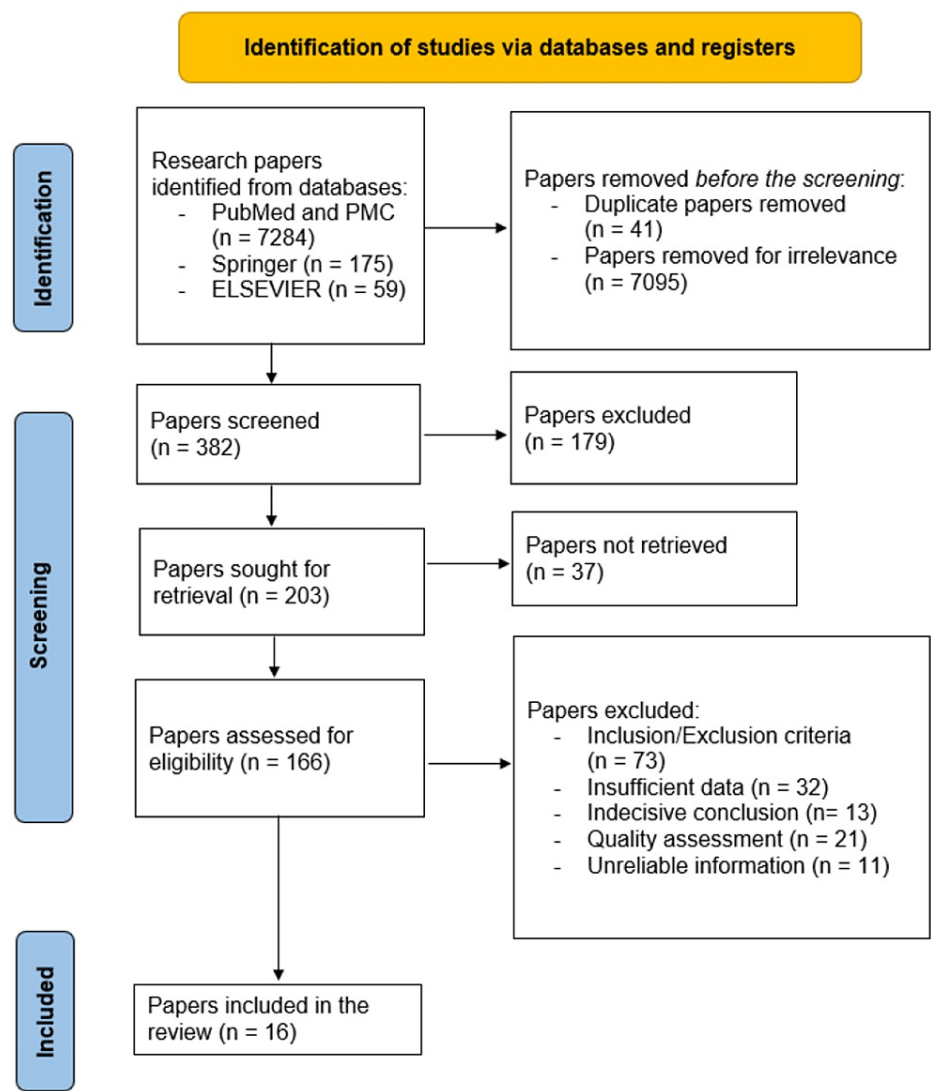 Identification of studies via databases and registers
Identification
Research papers
identified from databases:
- PubMed and PMC
(n = 7284)
- Springer (n = 175)
- ELSEVIER (n = 59)
Papers removed before the screening:
- Duplicate papers removed
(n = 41)
- Papers removed for irrelevance
(n = 7095)
Screening
Papers screened
(n = 382)
Papers excluded
(n = 179)
Papers sought for
retrieval (n = 203)
Papers not retrieved
(n = 37)
Papers assessed for
eligibility (n = 166)
Papers excluded:
- Inclusion/Exclusion criteria
(n = 73)
- Insufficient data (n = 32)
- Indecisive conclusion (n= 13)
- Quality assessment (n = 21)
- Unreliable information (n = 11)
Included
Papers included in the
review (n = 16)